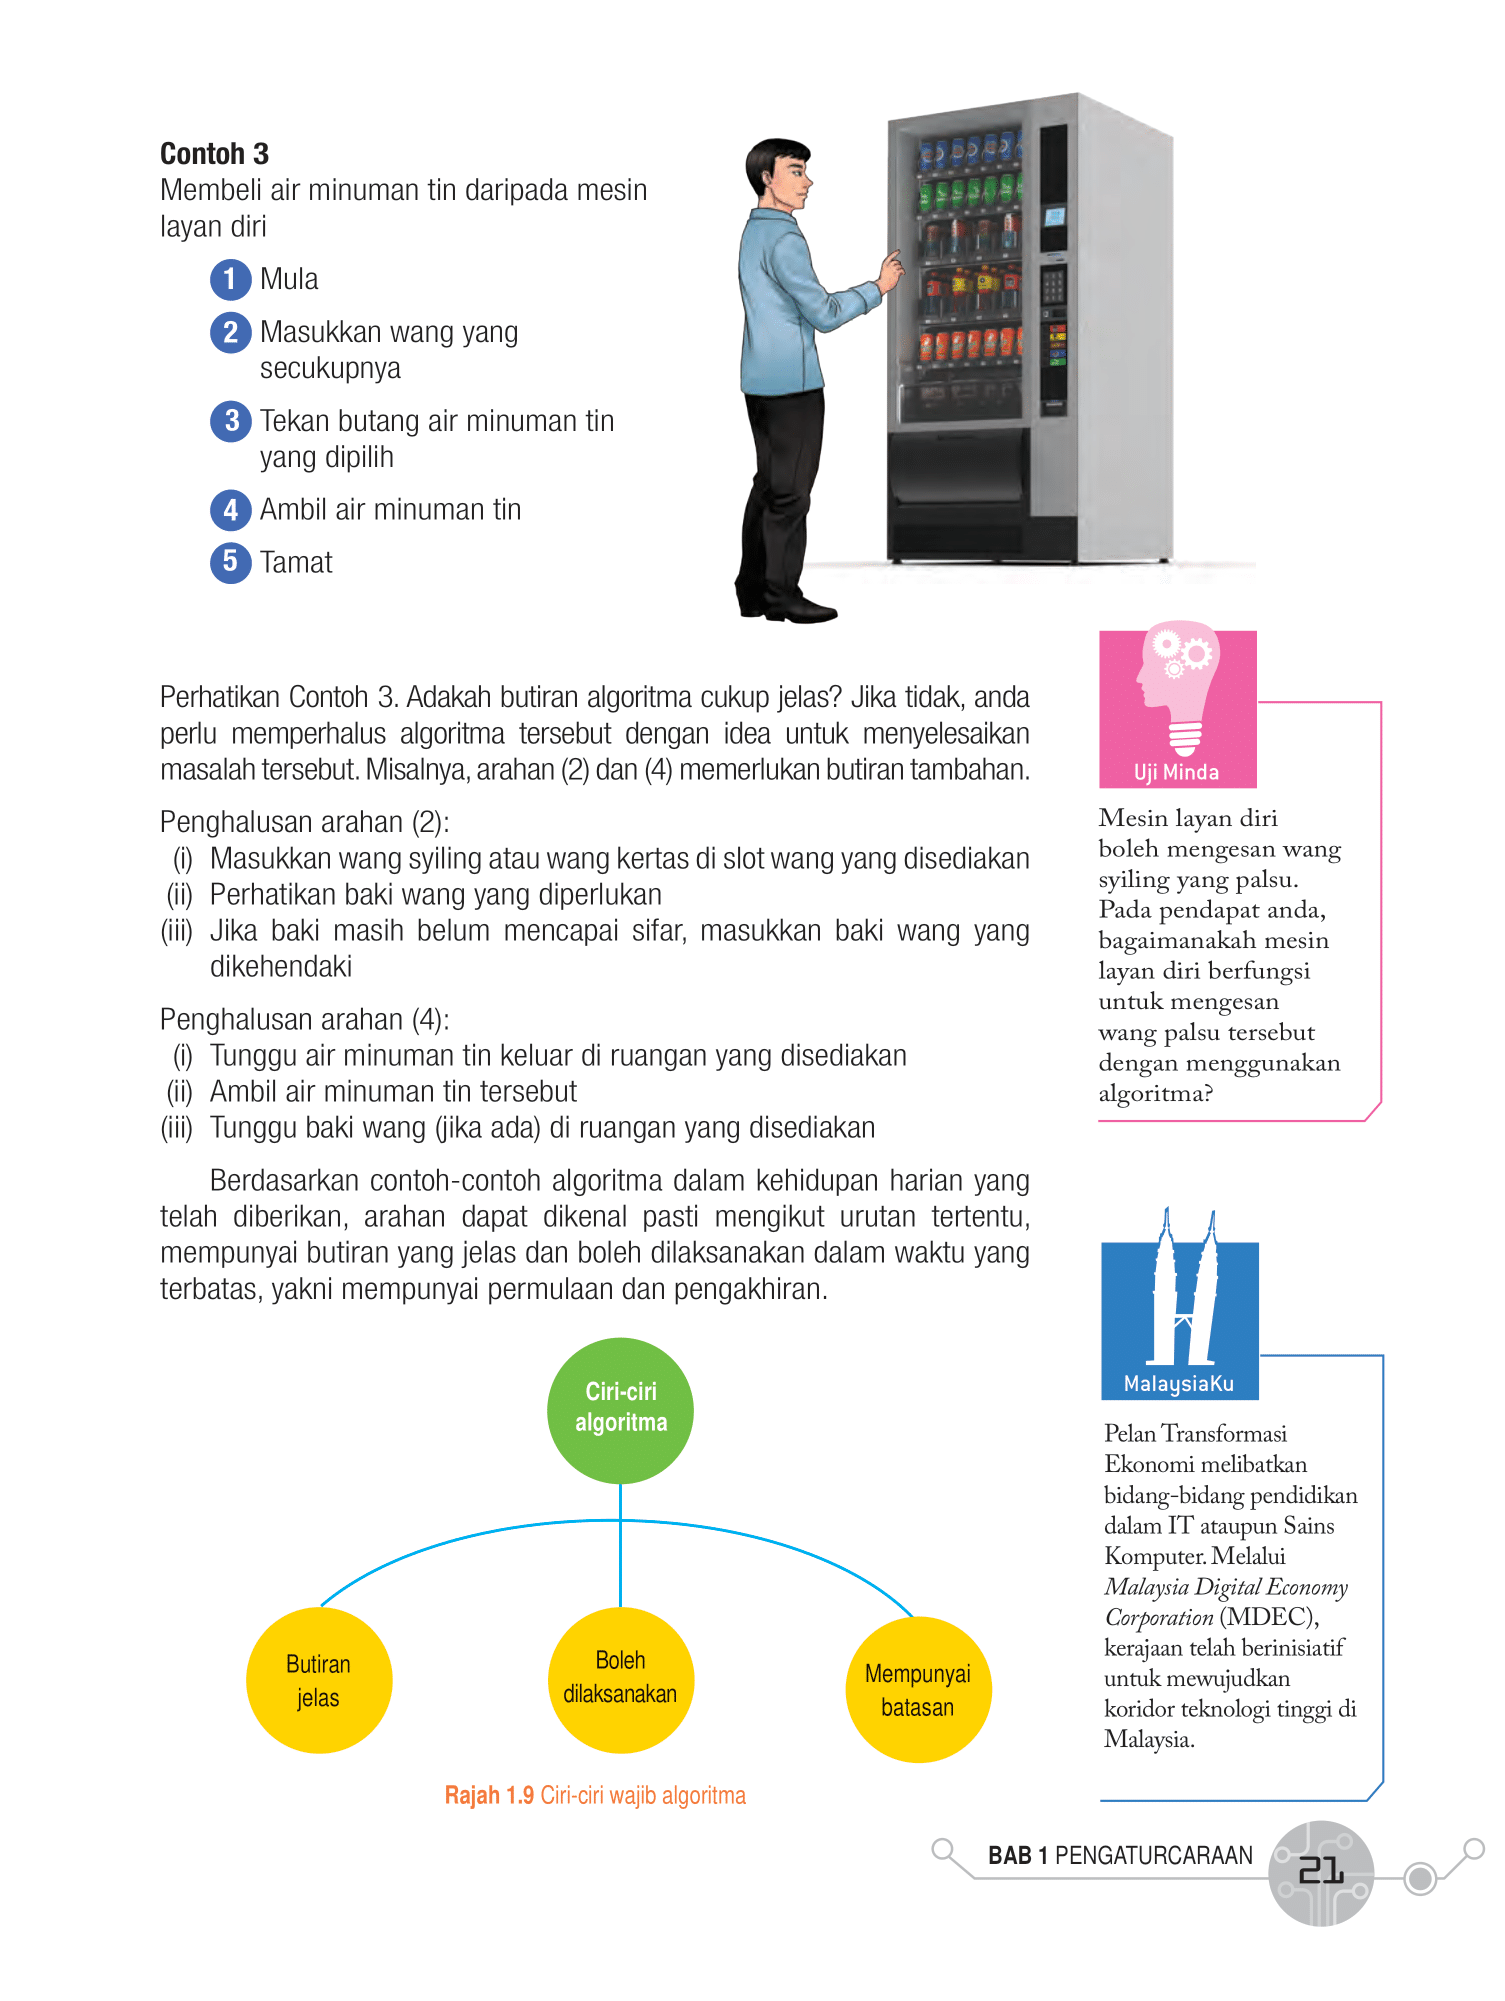 Contoh 3
Membeli air minuman tin daripada mesin
layan diri
1 Mula
2 Masukkan wang yang
secukupnya
3 Tekan butang air minuman tin
yang dipilih
4 Ambil air minuman tin
5 Tamat
Perhatikan Contoh 3. Adakah butiran algoritma cukup jelas? Jika tidak, anda
perlu memperhalus algoritma tersebut dengan idea untuk menyelesaikan
masalah tersebut. Misalnya, arahan (2) dan (4) memerlukan butiran tambahan.
Penghalusan arahan (2):
(i) Masukkan wang syiling atau wang kertas di slot wang yang disediakan
(ii) Perhatikan baki wang yang diperlukan
(iii) Jika baki masih belum mencapai sifar, masukkan baki wang yang
dikehendaki
Penghalusan arahan (4):
(i) Tunggu air minuman tin keluar di ruangan yang disediakan
(ii) Ambil air minuman tin tersebut
(iii) Tunggu baki wang (jika ada) di ruangan yang disediakan
Berdasarkan contoh-contoh algoritma dalam kehidupan harian yang
telah diberikan, arahan dapat dikenal pasti mengikut urutan tertentu,
mempunyai butiran yang jelas dan boleh dilaksanakan dalam waktu yang
terbatas, yakni mempunyai permulaan dan pengakhiran.
Ciri-ciri
algoritma
Butiran
jelas
Boleh
dilaksanakan
Mempunyai
batasan
Rajah 1.9 Ciri-ciri wajib algoritma
Uji Minda
Mesin layan diri
boleh mengesan wang
syiling yang palsu.
Pada pendapat anda,
bagaimanakah mesin
layan diri berfungsi
untuk mengesan
wang palsu tersebut
dengan menggunakan
algoritma?
MalaysiaKu
Pelan Transformasi
Ekonomi melibatkan
bidang-bidang pendidikan
dalam IT ataupun Sains
Komputer. Melalui
Malaysia Digital Economy
Corporation (MDEC),
kerajaan telah berinisiatif
untuk mewujudkan
koridor teknologi tinggi di
Malaysia.
BAB 1 PENGATURCARAAN
21